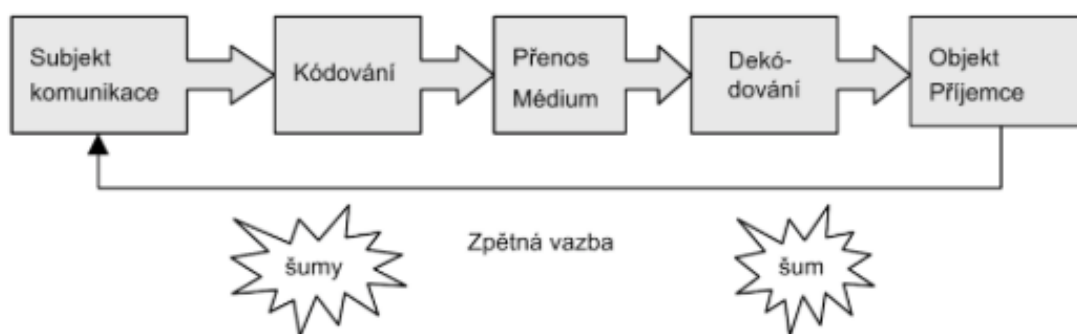 Subjekt
komunikace
Kódování
Přenos
Médium
Dekó-
dování
Objekt
Příjemce
Zpětná vazba
šumy
šum